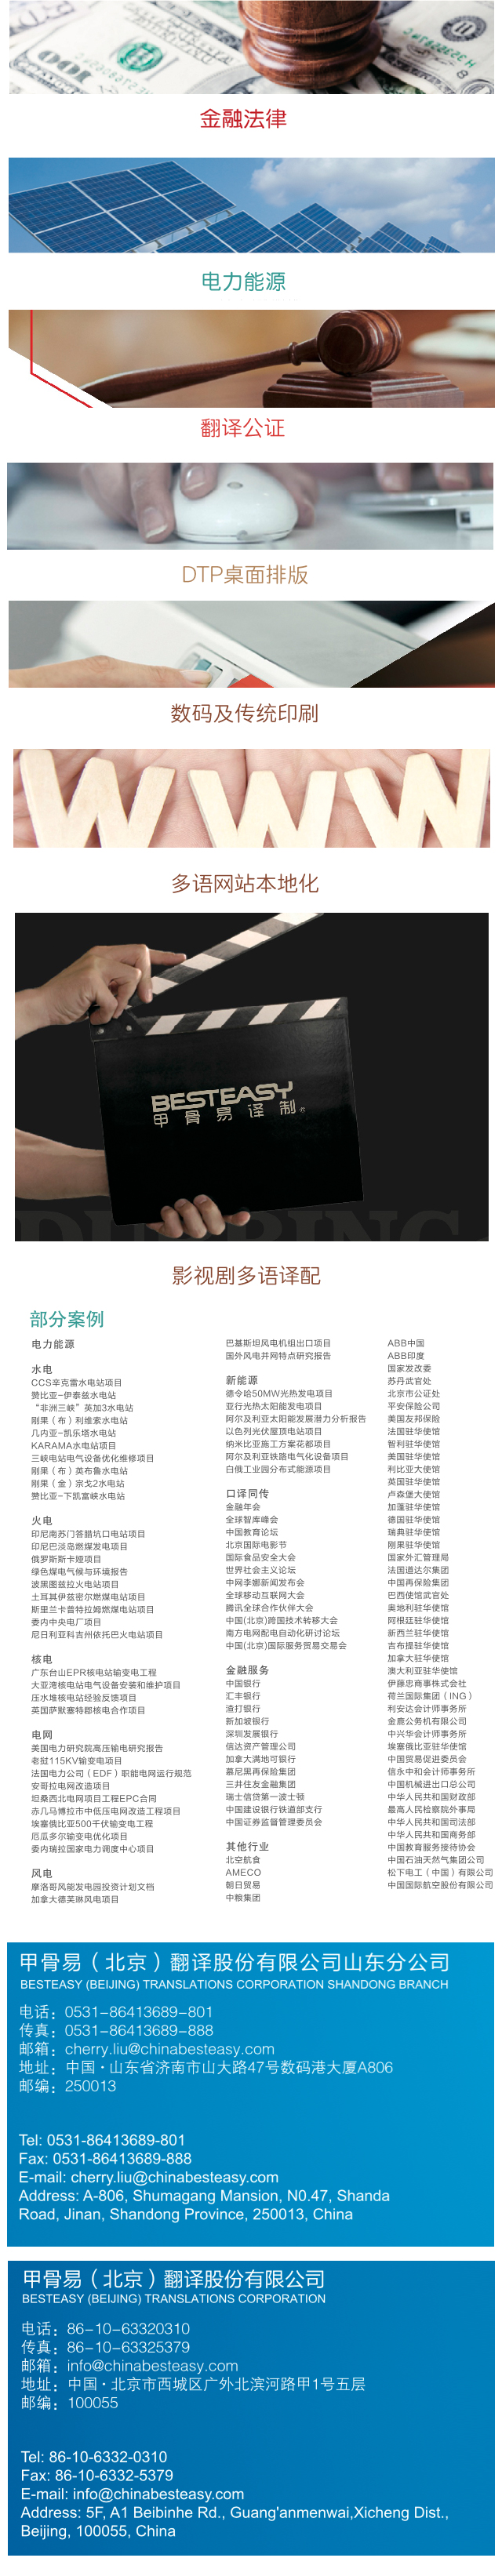 金融法律
电力能源
翻译公证
DTP桌面排版
数码及传统印刷
WWW
多语网站本地化
BESTEASY
甲骨易译制
DUBBING
影视剧多语译配
部分案例
电力能源
水电
CCS辛克雷水电站项目
赞比亚-伊泰兹水电站
“非洲三峡”英加3水电站
刚果（布）利维索水电站
几内亚-凯乐塔水电站
KARAMA水电站项目
三峡电站电气设备优化维修项目
刚果（布）英布鲁水电站
刚果（金）宗戈2水电站
赞比亚-下凯富峡水电站
火电
印尼南苏门答腊坑口电站项目
印尼巴淡岛燃煤发电项目
俄罗斯斯卡娅项目
绿色煤电气候与环境报告
波黑图兹拉火电站项目
土耳其伊兹密尔燃煤电站项目
斯里兰卡普特拉姆燃煤电站项目
委内中央电厂项目
尼日利亚科吉州依托巴火电站项目
核电
广东台山EPR核电站输变电工程
大亚湾核电站电气设备安装和维护项目
压水堆核电站经验反馈项目
英国萨默塞特郡核电合作项目
电网
美国电力研究院高压输电研究报告
老挝115KV输变电项目
法国电力公司（EDF）职能电网运行规范
安哥拉电网改造项目
坦桑西北电网项目工程EPC合同
赤几马博拉市中低压电网改造工程项目
埃塞俄比亚500千伏输变电工程
厄瓜多尔输变电优化项目
委内瑞拉国家电力调度中心项目
风电
摩洛哥风能发电园投资计划文档
加拿大德芙琳风电项目
巴基斯坦风电机组出口项目
国外风电并网特点研究报告
新能源
德令哈50MW光热发电项目
亚行光热太阳能发电项目
阿尔及利亚太阳能发展潜力分析报告
以色列光伏屋顶电站项目
纳米比亚施工方案花都项目
阿尔及利亚铁路电气化设备项目
白俄工业园分布式能源项目
口译同传
金融年会
全球智库峰会
中国教育论坛
北京国际电影节
国际食品安全大会
世界社会主义论坛
中网李娜新闻发布会
全球移动互联网大会
腾讯全球合作伙伴大会
中国(北京)跨国技术转移大会
南方电网配电自动化研讨论坛
中国(北京)国际服务贸易交易会
金融服务
中国银行
汇丰银行
渣打银行
新加坡银行
深圳发展银行
信达资产管理公司
加拿大满地可银行
慕尼黑再保险集团
三井住友金融集团
瑞士信贷第一波士顿
中国建设银行铁道部支行
中国证券监督管理委员会
其他行业
北空航食
AMECO
朝日贸易
中粮集团
ABB中国
ABB印度
国家发改委
苏丹武官处
北京市公证处
平安保险公司
美国友邦保险
法国驻华使馆
智利驻华使馆
美国驻华使馆
利比亚大使馆
英国驻华使馆
卢森堡大使馆
加蓬驻华使馆
德国驻华使馆
瑞典驻华使馆
刚果驻华使馆
国家外汇管理局
法国道达尔集团
中国再保险集团
巴西使馆武官处
奥地利驻华使馆
阿根廷驻华使馆
新西兰驻华使馆
吉布提驻华使馆
加拿大驻华使馆
澳大利亚驻华使馆
伊藤忠商事株式会社
荷兰国际集团（ING）
利安达会计师事务所
金鹿公务机有限公司
中兴华会计师事务所
埃塞俄比亚驻华使馆
中国贸易促进委员会
信永中和会计师事务所
中国机械进出口总公司
中华人民共和国财政部
最高人民检察院外事局
中华人民共和国司法部
中华人民共和国商务部
中国教育服务接待协会
中国石油天然气集团公司
松下电工（中国）有限公司
中国国际航空股份有限公司
甲骨易（北京）翻译股份有限公司山东分公司
BESTEASY (BEIJING) TRANSLATIONS CORPORATION SHANDONG BRANCH
电话：0531-86413689-801
传真：0531-86413689-888
邮箱：cherry.liu@chinabesteasy.com
地址：中国·山东省济南市山大路47号数码港大厦A806
邮编：250013
Tel: 0531-86413689-801
Fax: 0531-86413689-888
E-mail: cherry.liu@chinabesteasy.com
Address: A-806, Shumagang Mansion, N0.47, Shanda
Road, Jinan, Shandong Province, 250013, China
甲骨易（北京）翻译股份有限公司
BESTEASY (BEIJING) TRANSLATIONS CORPORATION
电话：86-10-63320310
传真：86-10-63325379
邮箱：info@chinabesteasy.com
地址：中国·北京市西城区广外北滨河路甲1号五层
邮编：100055
Tel: 86-10-6332-0310
Fax: 86-10-6332-5379
E-mail: info@chinabesteasy.com
Address: 5F, A1 Beibinhe Rd., Guang'anmenwai,Xicheng Dist.,
Beijing, 100055, China